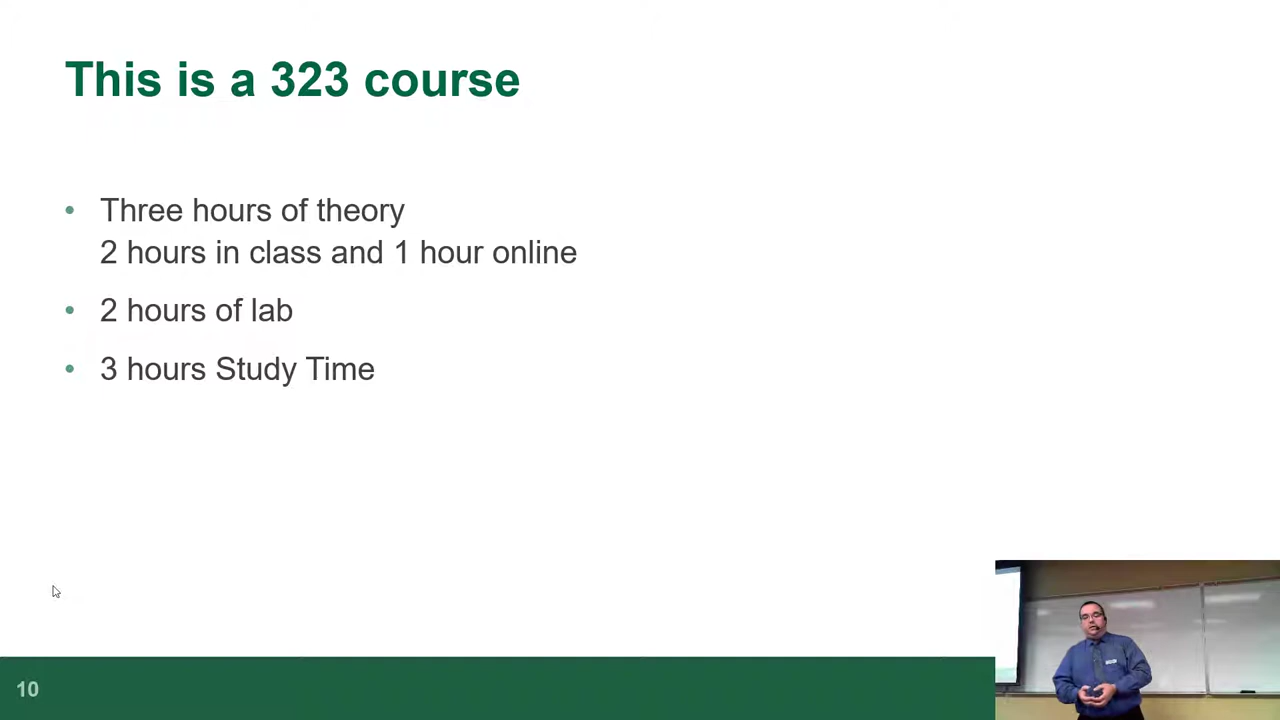 This is a 323 course
• Three hours of theory
2 hours in class and 1 hour online
• 2 hours of lab
• 3 hours Study Time
10